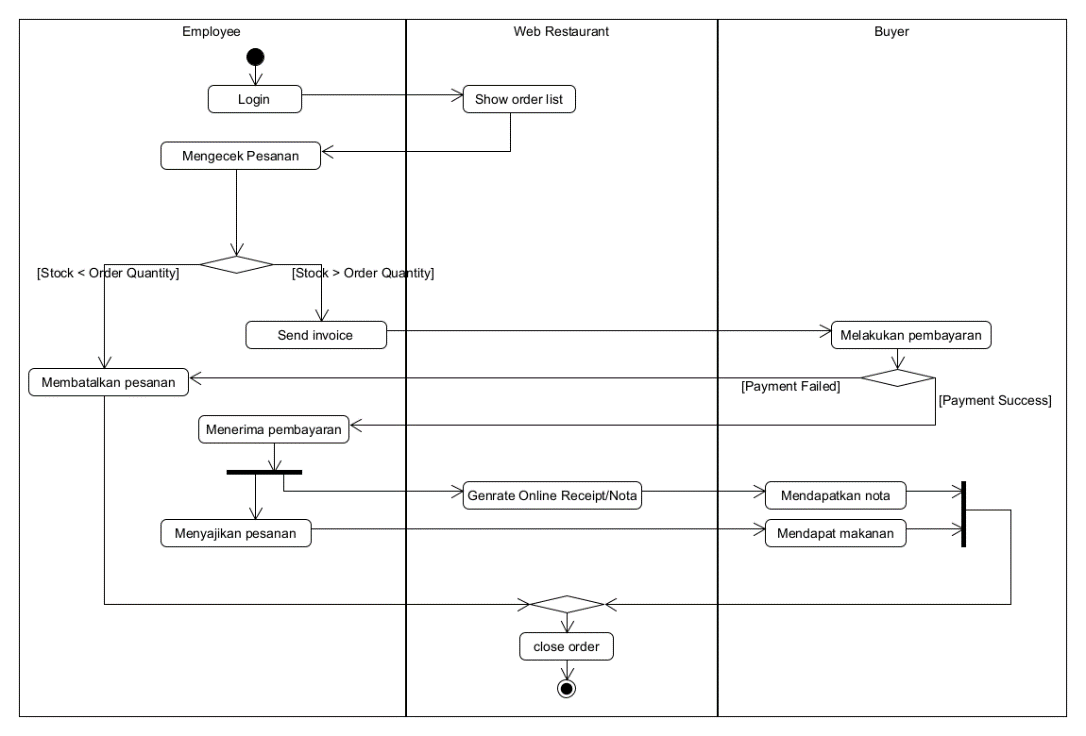 Employee
Web Restaurant
Buyer
Login
Show order list
Mengecek Pesanan
[Stock < Order Quantity]
[Stock > Order Quantity]
Send invoice
Melakukan pembayaran
Membatalkan pesanan
[Payment Failed]
[Payment Success]
Menerima pembayaran
Genrate Online Receipt/Nota
Mendapatkan nota
Menyajikan pesanan
Mendapat makanan
close order